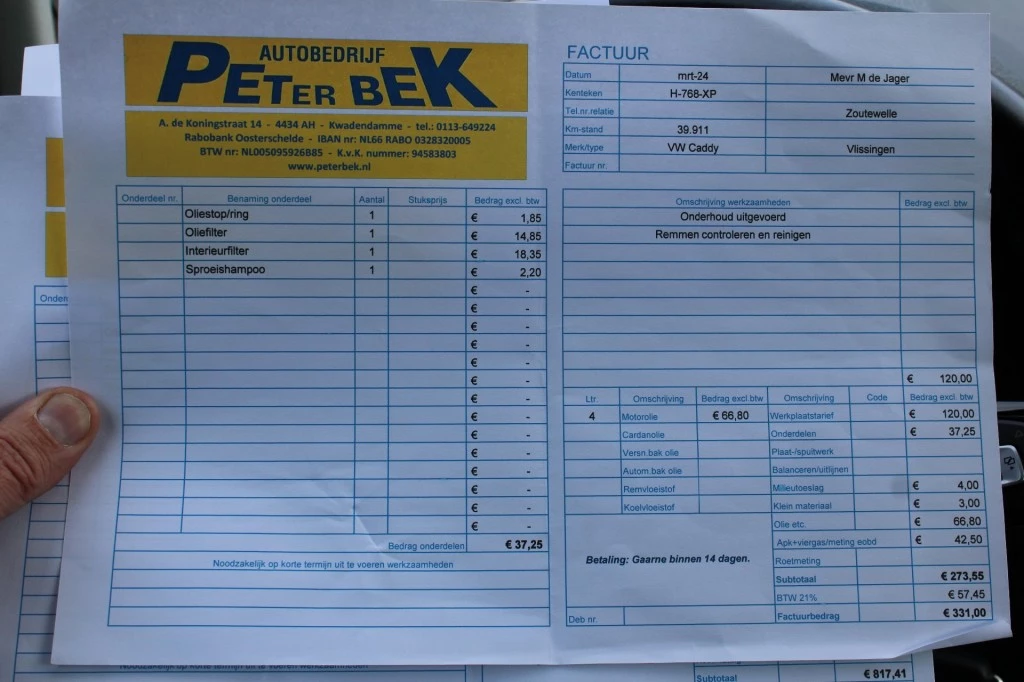 AUTOBEDRIJF
PETER BEK
A. de Koningstraat 14 - 4434 AH - Kwadendamme - tel.: 0113-649224
Rabobank Oosterschelde - IBAN nr: NL66 RABO 0328320005
BTW nr: NL005095926B85 - K.v.K. nummer: 94583803
www.peterbek.nl
FACTUUR
Datum mrt-24 Mevr M de Jager
Kenteken H-768-XP
Tel.nr.relatie Zoutewelle
Km-stand 39.911
Merk/type VW Caddy Vlissingen
Factuur nr.
Onderdeel nr. Benaming onderdeel Aantal Stuksprijs Bedrag excl. btw
Oliestop/ring 1 € 1,85
Oliefilter 1 € 14,85
Interieurfilter 1 € 18,35
Sproeishampoo 1 € 2,20
€ -
€ -
€ -
€ -
€ -
€ -
€ -
€ -
€ -
€ -
€ -
€ -
€ -
€ -
Bedrag onderdelen € 37,25
Noodzakelijk op korte termijn uit te voeren werkzaamheden
Omschrijving werkzaamheden Bedrag excl. btw
Onderhoud uitgevoerd
Remmen controleren en reinigen
€ 120,00
Ltr. Omschrijving Bedrag excl.btw Omschrijving Code Bedrag excl. btw
4 Motorolie € 66,80 Werkplaatstarief € 120,00
Cardanolie Onderdelen € 37,25
Versn.bak olie Plaat-/spuitwerk
Autom.bak olie Balanceren/uitlijnen
Remvloeistof Milieutoeslag € 4,00
Koelvloeistof Klein materiaal € 3,00
Olie etc. € 66,80
Apk+viergas/meting eobd € 42,50
Betaling: Gaarne binnen 14 dagen. Roetmeting
Subtotaal € 273,55
BTW 21% € 57,45
Deb nr. Factuurbedrag € 331,00
Onder
Noodzakelijk op korte termijn uit te voeren werkzaamheden
Subtotaal € 817,41